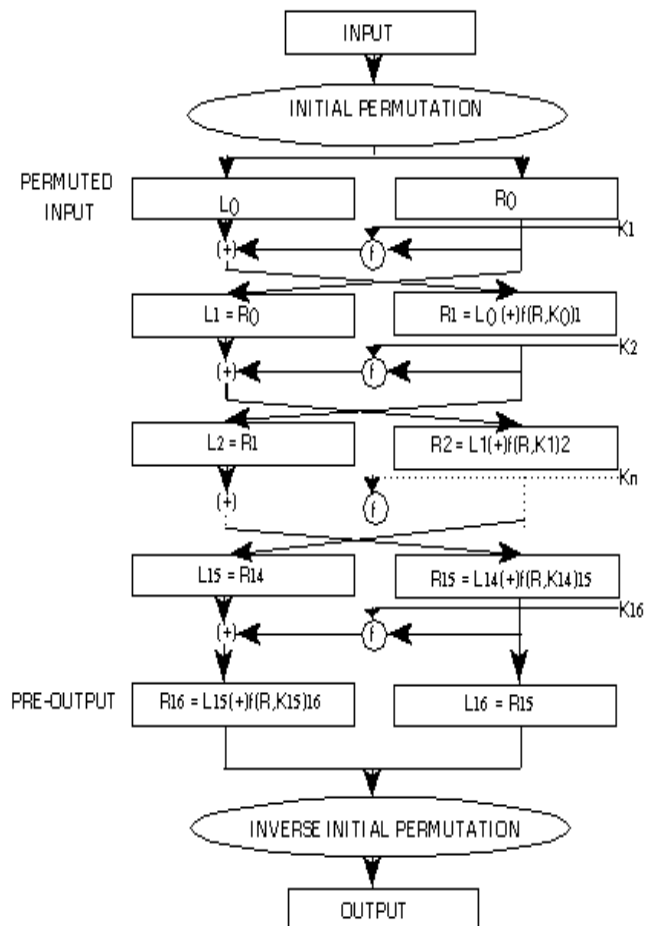 INPUT
INITIAL PERMUTATION
PERMUTED
INPUT
L0
R0
K1
(+)
f
L1 = R0
R1 = L0 (+)f(R,K0)1
K2
(+)
f
L2 = R1
R2 = L1(+)f(R,K1)2
Kn
(+)
f
L15 = R14
R15 = L14(+)f(R,K14)15
K16
(+)
f
PRE-OUTPUT
R16 = L15(+)f(R,K15)16
L16 = R15
INVERSE INITIAL PERMUTATION
OUTPUT